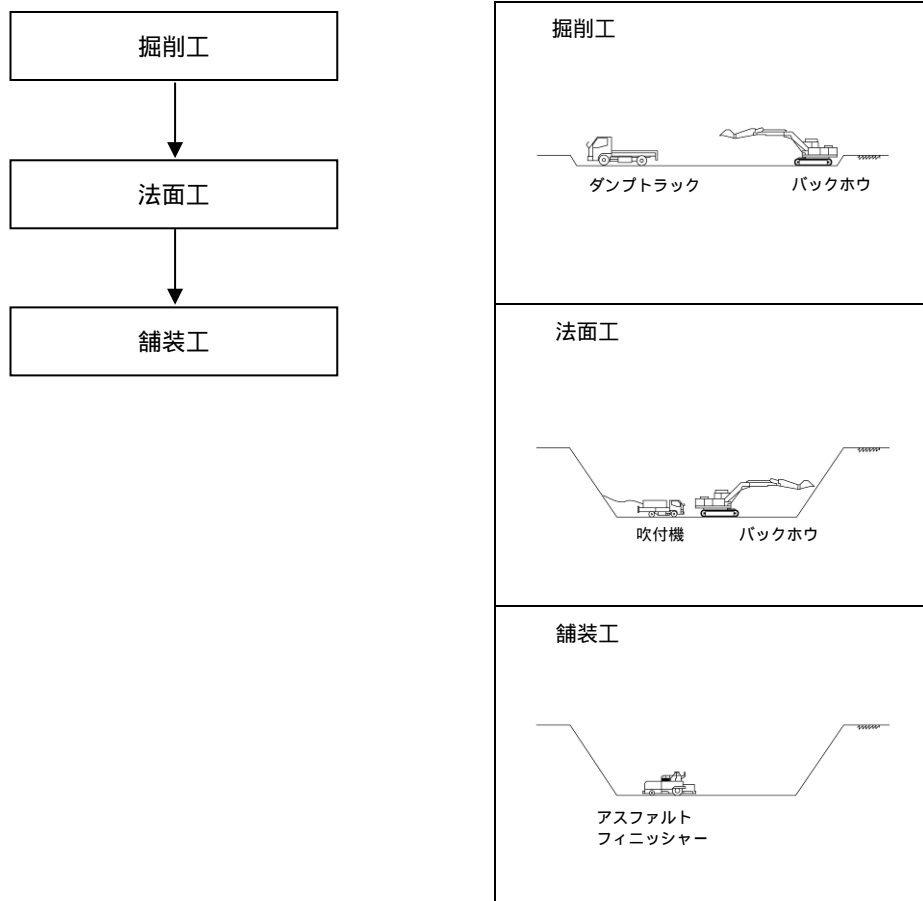 掘削工
法面工
舗装工
掘削工
ダンプトラック
バックホウ
法面工
吹付機
バックホウ
舗装工
アスファルト
フィニッシャー